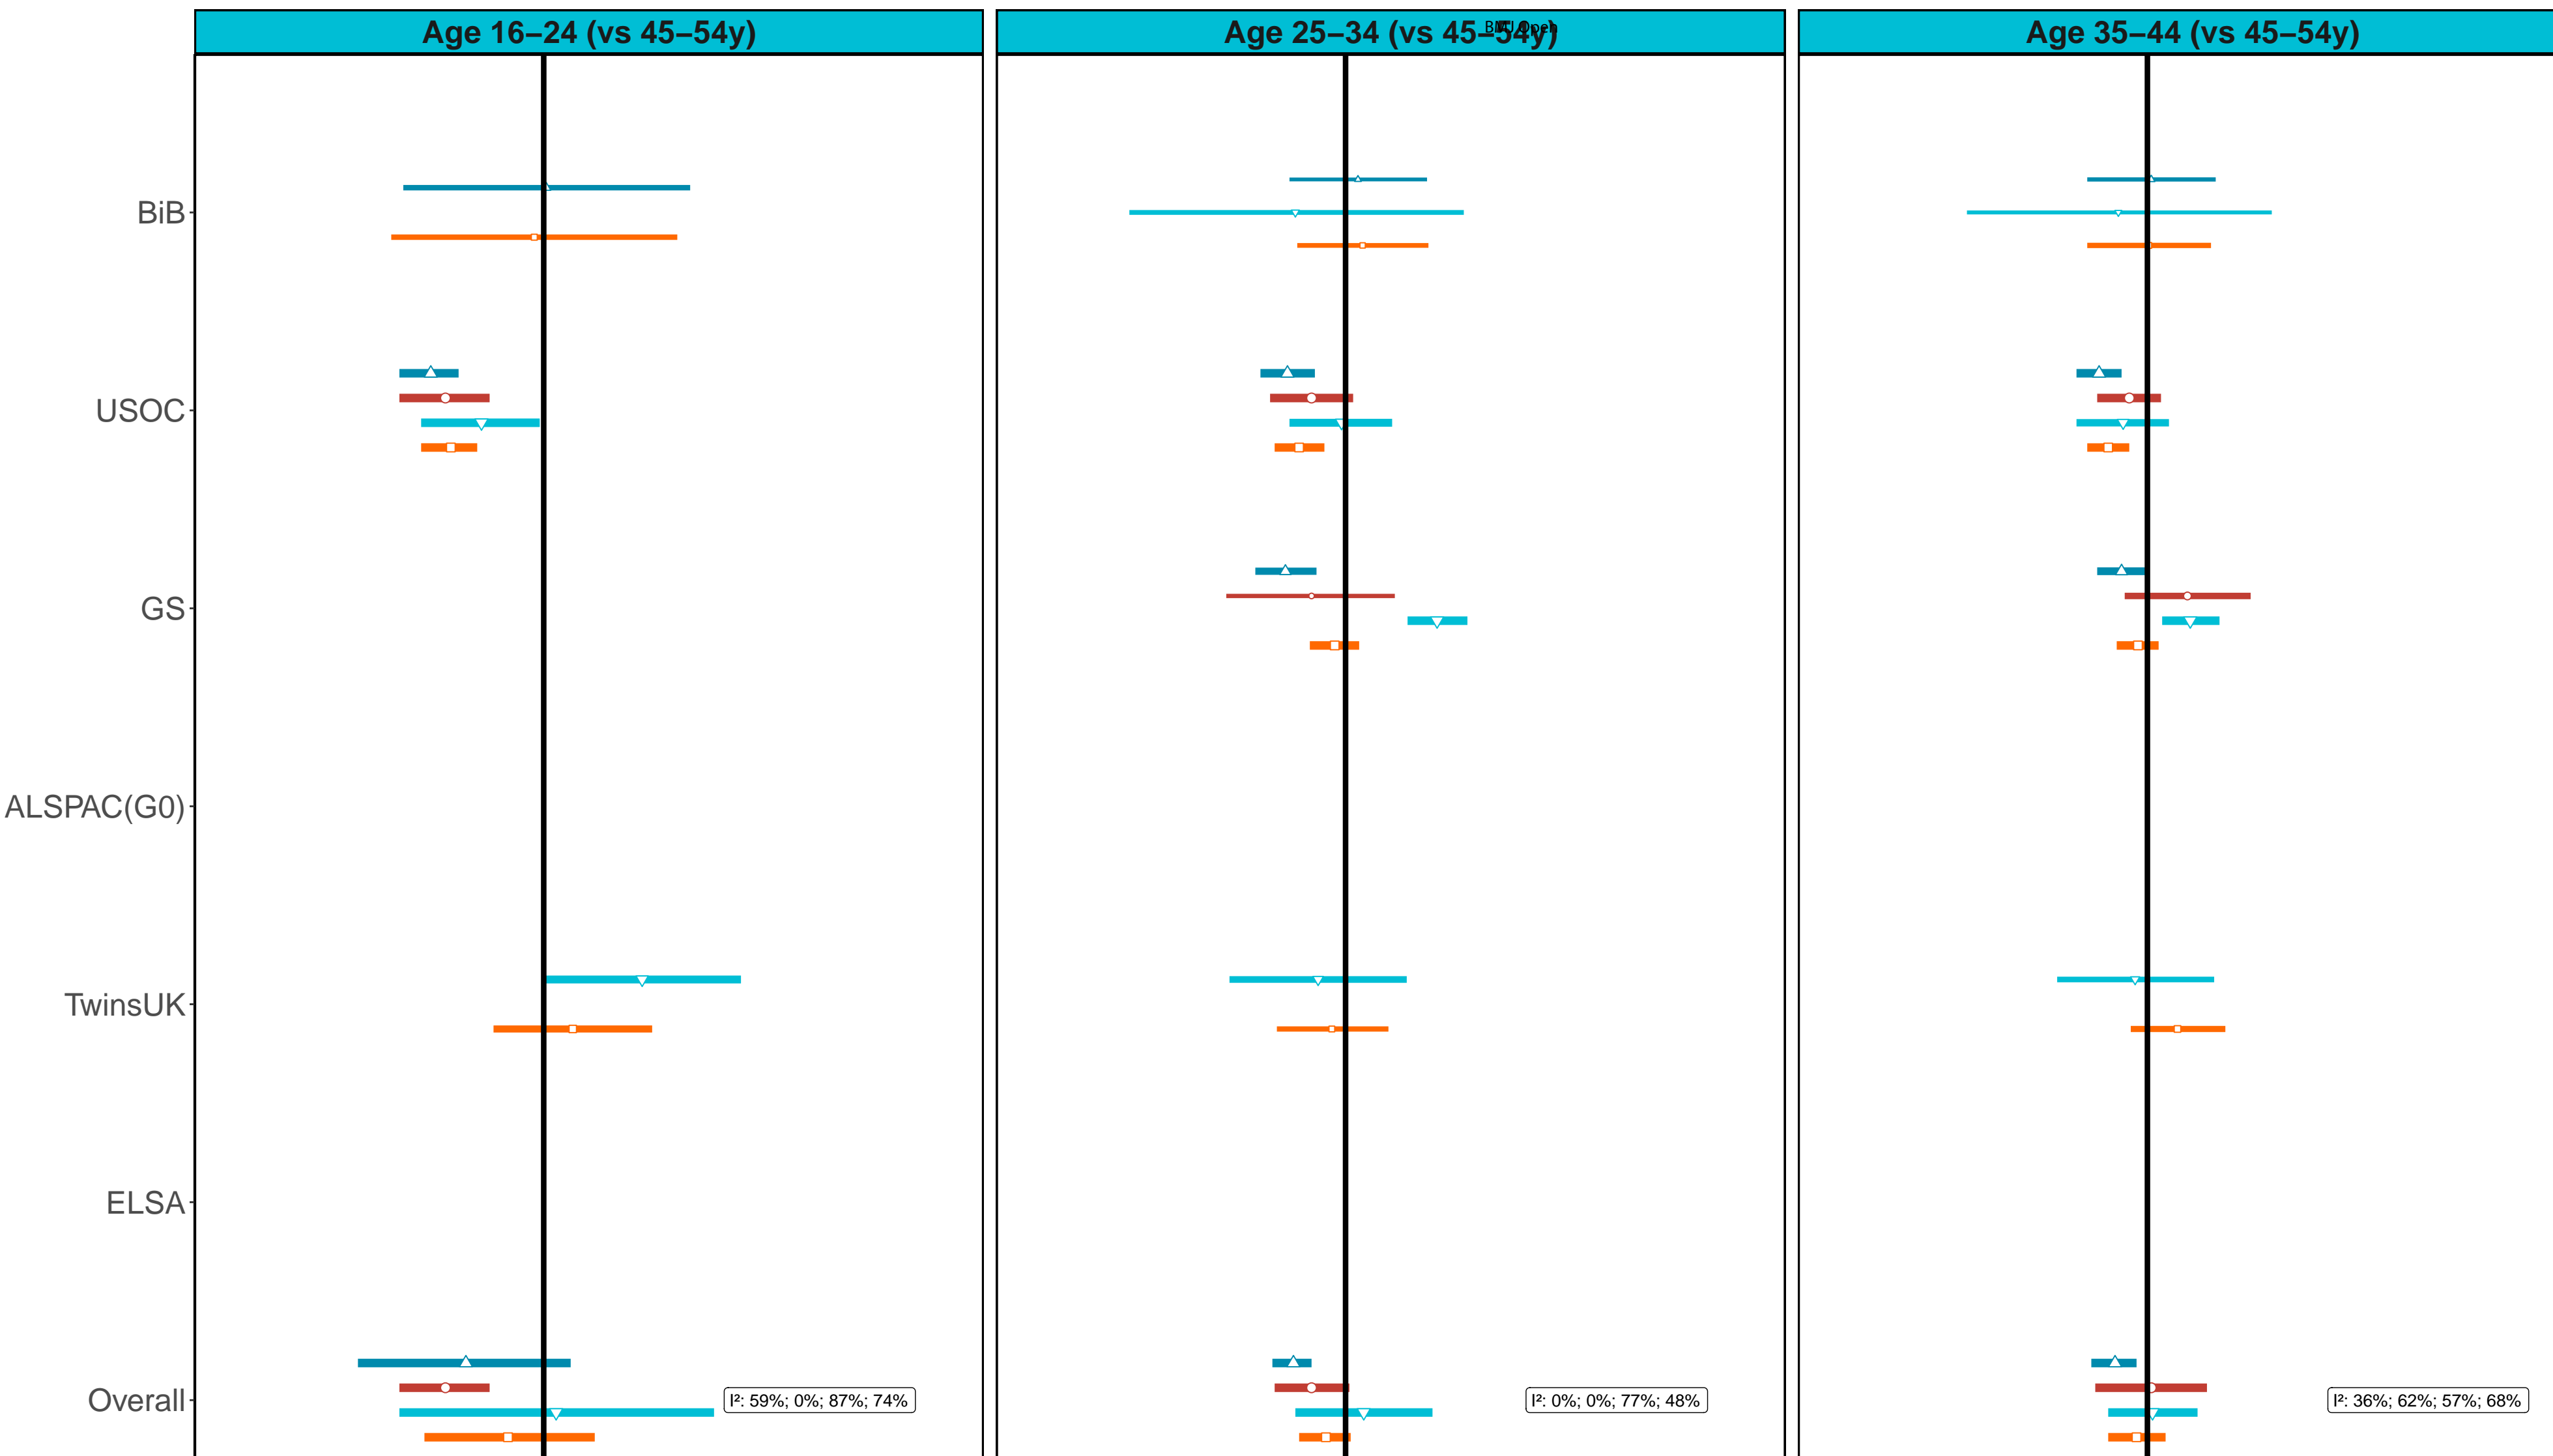 Age 16–24 (vs 45–54y)
Age 25–34 (vs 45–54y)
BMJ Open
Age 35–44 (vs 45–54y)
BiB
USOC
GS
ALSPAC(G0)
TwinsUK
ELSA
Overall
I²: 59%; 0%; 87%; 74%
I²: 0%; 0%; 77%; 48%
I²: 36%; 62%; 57%; 68%